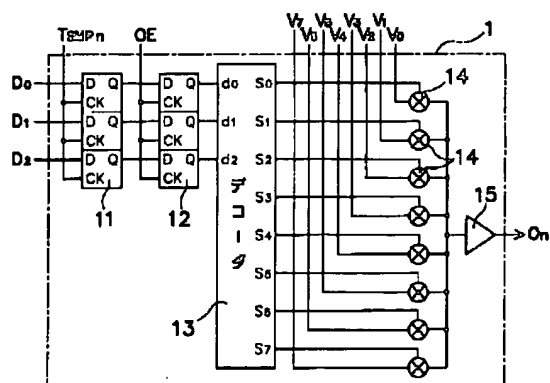 V7 V5 V3 V1
V6 V4 V2 V0
TSMPn OE
1
D0 D Q D Q d0 S0 14
CK CK
D1 D Q D Q d1 S1
CK CK 14
D2 D Q D Q d2 S2
CK CK
11 12 デコーダ S3 15
S4 On
S5
13 S6
S7